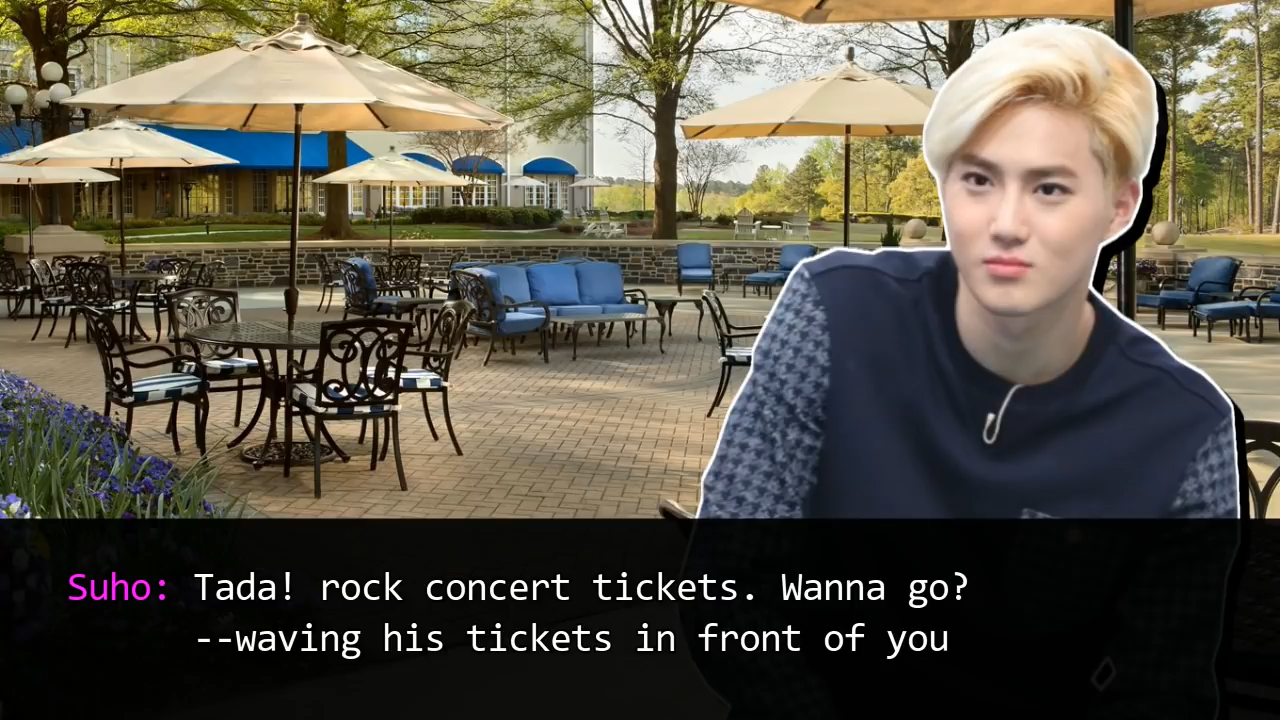 Suho: Tada! rock concert tickets. Wanna go?
--waving his tickets in front of you